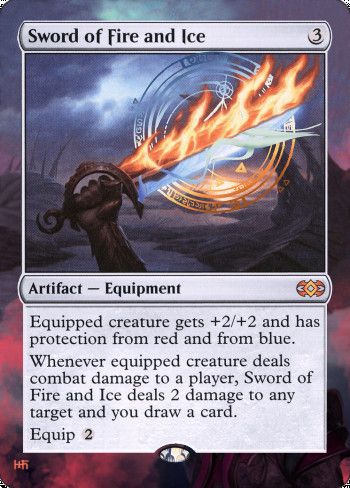 Sword of Fire and Ice 3
Artifact — Equipment
Equipped creature gets +2/+2 and has
protection from red and from blue.
Whenever equipped creature deals
combat damage to a player, Sword of
Fire and Ice deals 2 damage to any
target and you draw a card.
Equip 2